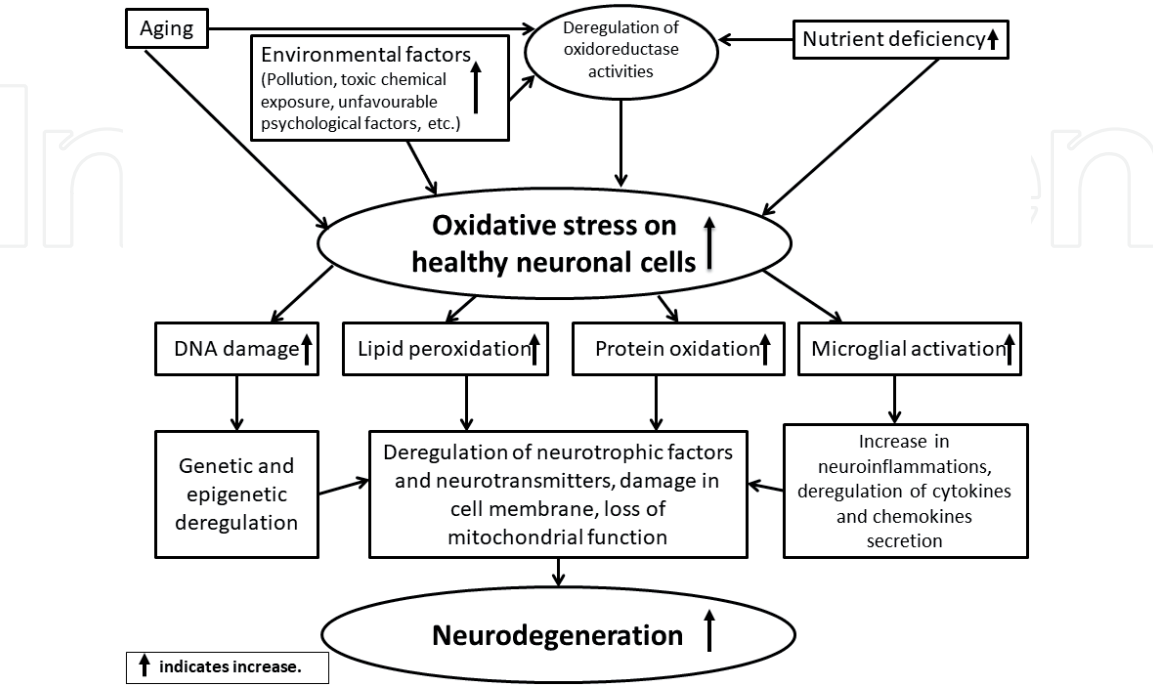 Aging
Deregulation of
oxidoreductase
activities
Nutrient deficiency
Environmental factors
(Pollution, toxic chemical
exposure, unfavourable
psychological factors, etc.)
Oxidative stress on
healthy neuronal cells
DNA damage
Lipid peroxidation
Protein oxidation
Microglial activation
Genetic and
epigenetic
deregulation
Deregulation of neurotrophic factors
and neurotransmitters, damage in
cell membrane, loss of
mitochondrial function
Increase in
neuroinflammations,
deregulation of cytokines
and chemokines
secretion
Neurodegeneration
indicates increase.